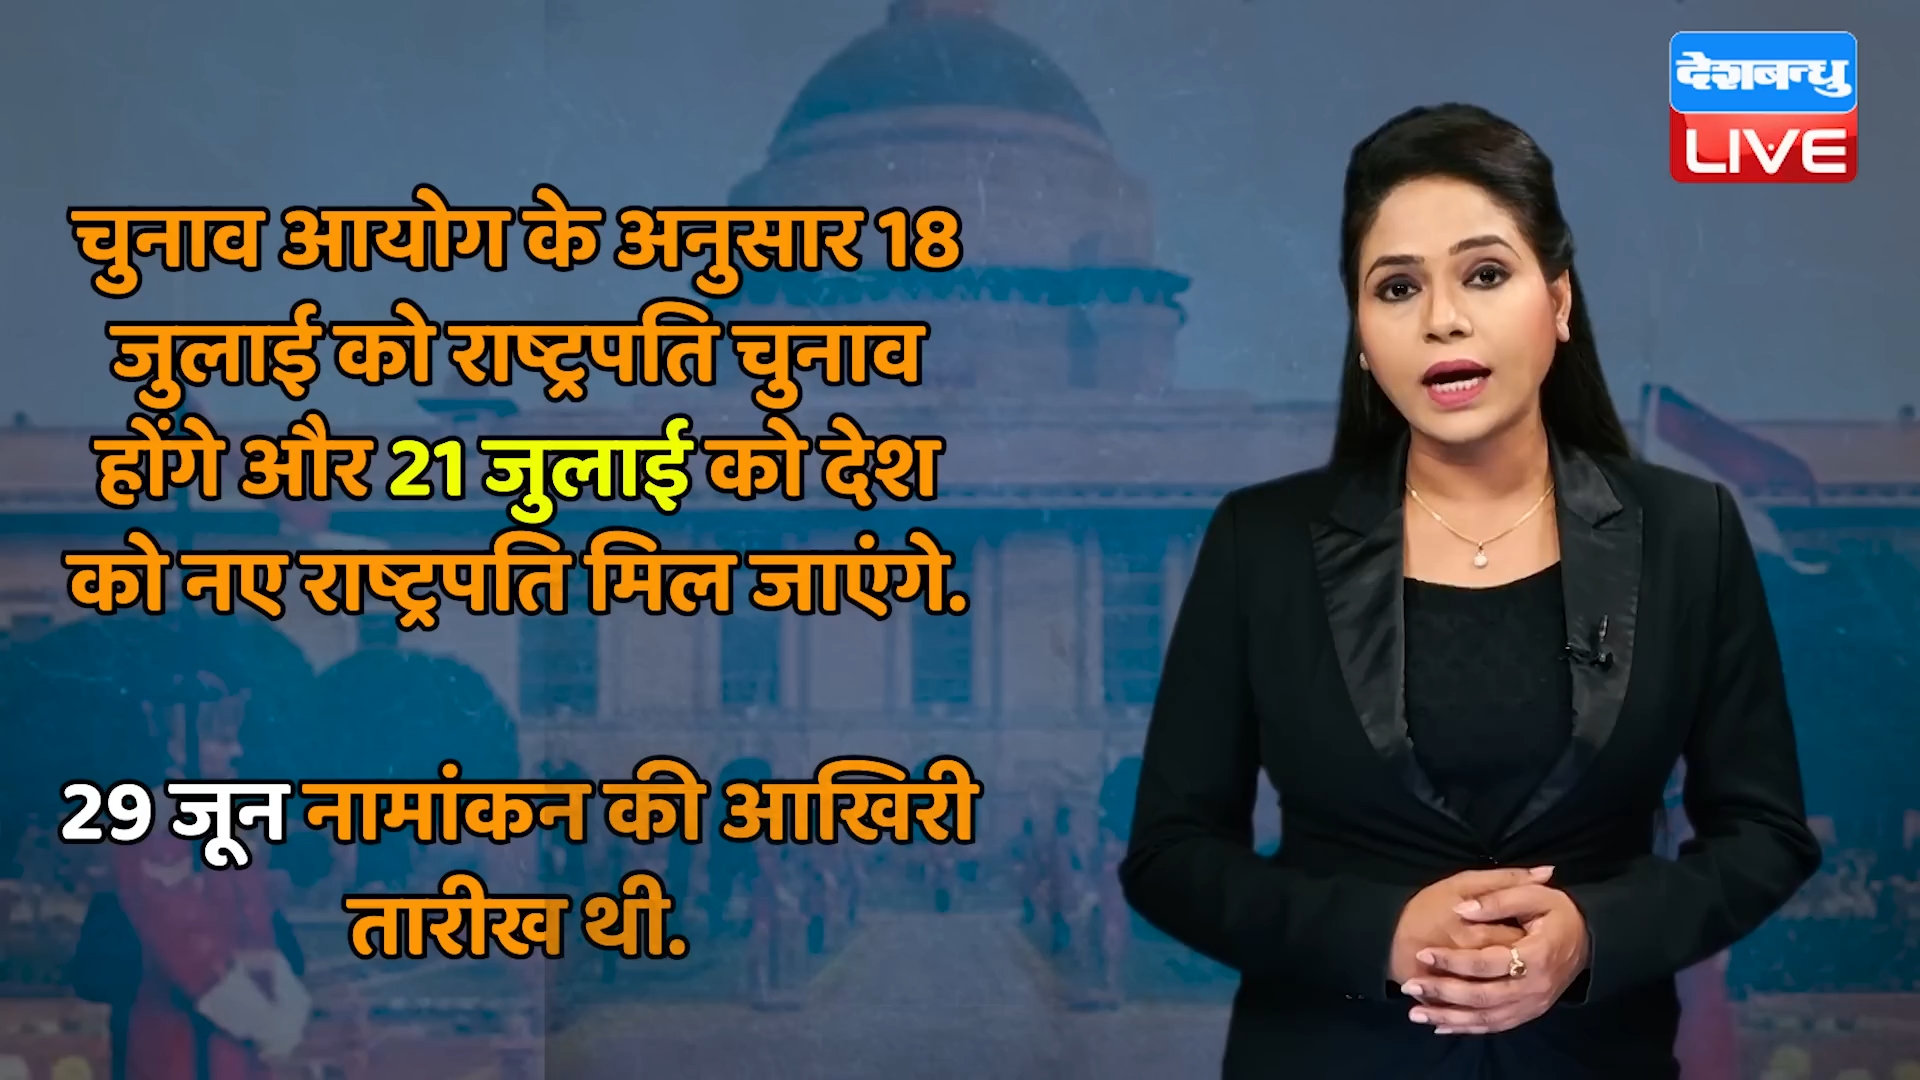 देशबन्धु
LIVE
चुनाव आयोग के अनुसार 18
जुलाई को राष्ट्रपति चुनाव
होंगे और 21 जुलाई को देश
को नए राष्ट्रपति मिल जाएंगे.
29 जून नामांकन की आखिरी
तारीख थी.